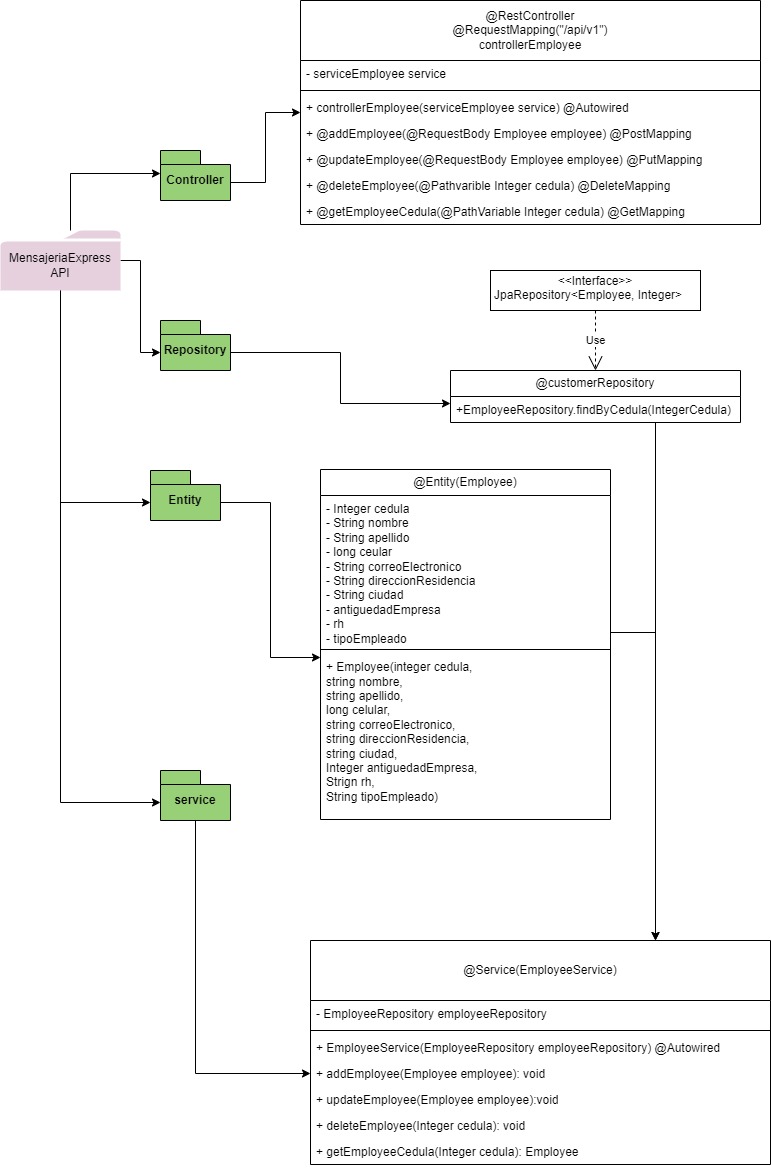 @RestController
@RequestMapping("/api/v1")
controllerEmployee
- serviceEmployee service
+ controllerEmployee(serviceEmployee service) @Autowired
+ @addEmployee(@RequestBody Employee employee) @PostMapping
+ @updateEmployee(@RequestBody Employee employee) @PutMapping
+ @deleteEmployee(@Pathvarible Integer cedula) @DeleteMapping
+ @getEmployeeCedula(@PathVariable Integer cedula) @GetMapping
Controller
MensajeriaExpress
API
<<Interface>>
JpaRepository<Employee, Integer>
Use
Repository
@customerRepository
+EmployeeRepository.findByCedula(IntegerCedula)
Entity
@Entity(Employee)
- Integer cedula
- String nombre
- String apellido
- long ceular
- String correoElectronico
- String direccionResidencia
- String ciudad
- antiguedadEmpresa
- rh
- tipoEmpleado
+ Employee(integer cedula,
string nombre,
string apellido,
long celular,
string correoElectronico,
string direccionResidencia,
string ciudad,
Integer antiguedadEmpresa,
Strign rh,
String tipoEmpleado)
service
@Service(EmployeeService)
- EmployeeRepository employeeRepository
+ EmployeeService(EmployeeRepository employeeRepository) @Autowired
+ addEmployee(Employee employee): void
+ updateEmployee(Employee employee):void
+ deleteEmployee(Integer cedula): void
+ getEmployeeCedula(Integer cedula): Employee